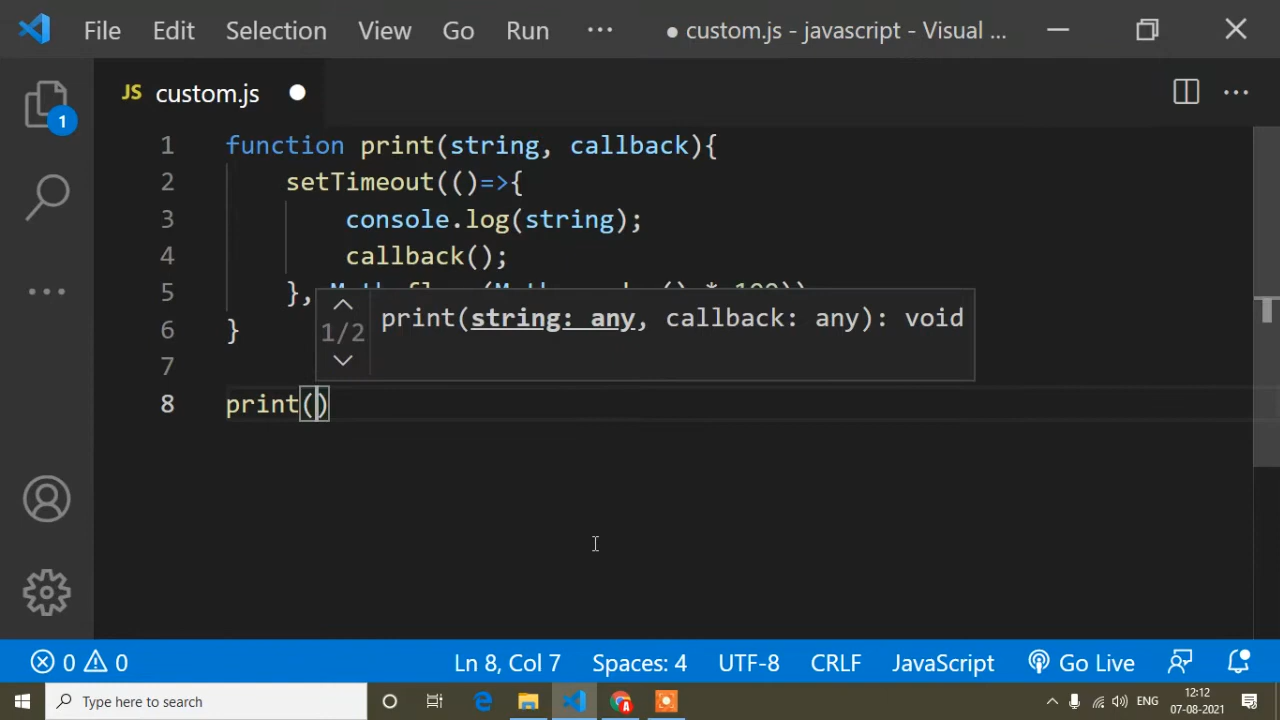 File Edit Selection View Go Run ··· ● custom.js - javascript - Visual ...
JS custom.js ●
1 function print(string, callback){
2 setTimeout(()=>{
3 console.log(string);
4 callback();
5 },
6 }
7
8 print()
1/2 print(string: any, callback: any): void
1
0 0 Ln 8, Col 7 Spaces: 4 UTF-8 CRLF JavaScript Go Live
Type here to search
ENG
12:12
07-08-2021